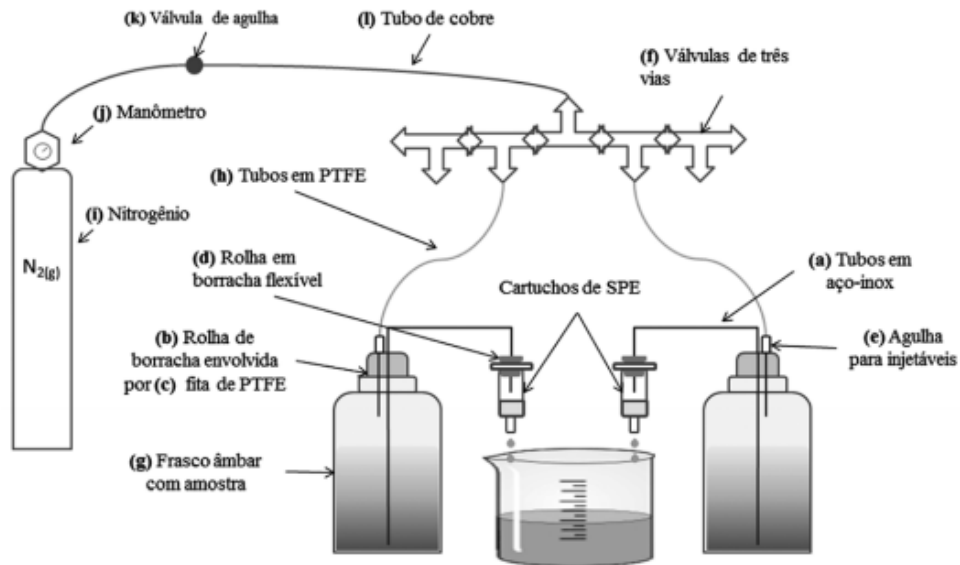 (k) Válvula de agulha
(l) Tubo de cobre
(f) Válvulas de três
vias
(j) Manômetro
(h) Tubos em PTFE
(i) Nitrogênio
N2(g)
(d) Rolha em
borracha flexível
Cartuchos de SPE
(a) Tubos em
aço-inox
(b) Rolha de
borracha envolvida
por (c) fita de PTFE
(e) Agulha
para injetáveis
(g) Frasco âmbar
com amostra